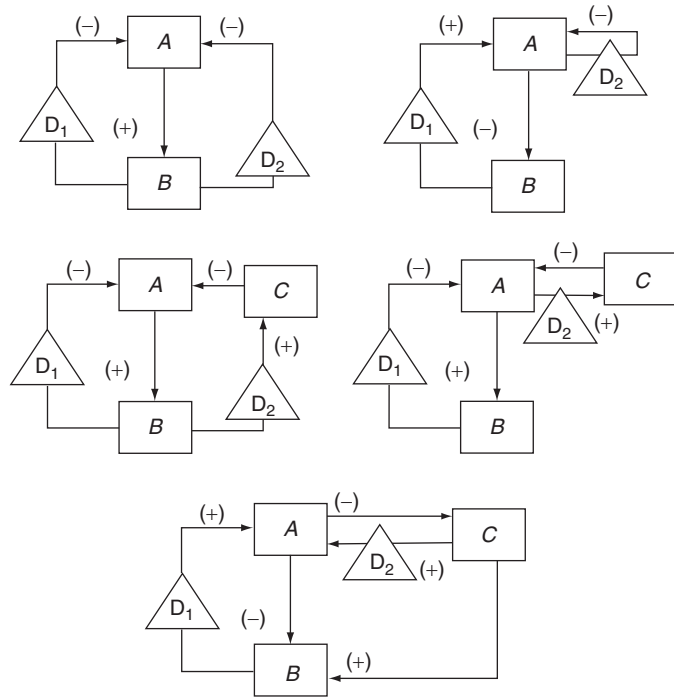 (−) A (−)
D₁ (+) D₂
B
(+) A (−)
D₂
D₁ (−)
B
(−) A (−) C
D₁ (+) (+)
D₂
B
(−) A (−) C
D₂ (+)
D₁ (+)
B
(+) A (−) C
D₂ (+)
D₁ (−)
B (+)